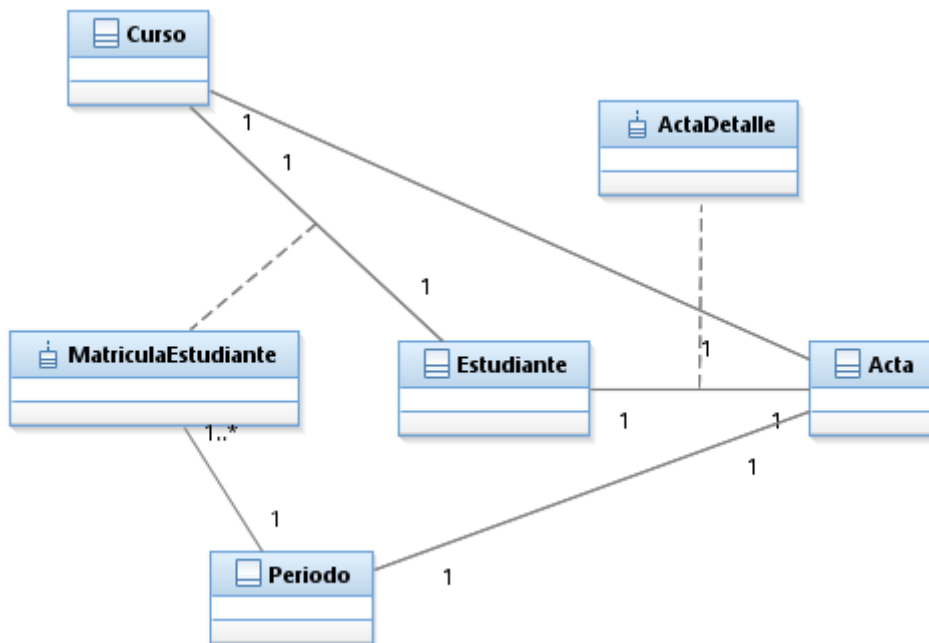 Curso
1
1
ActaDetalle
1
MatriculaEstudiante
Estudiante
1
Acta
1..*
1
1
1
1
Periodo
1